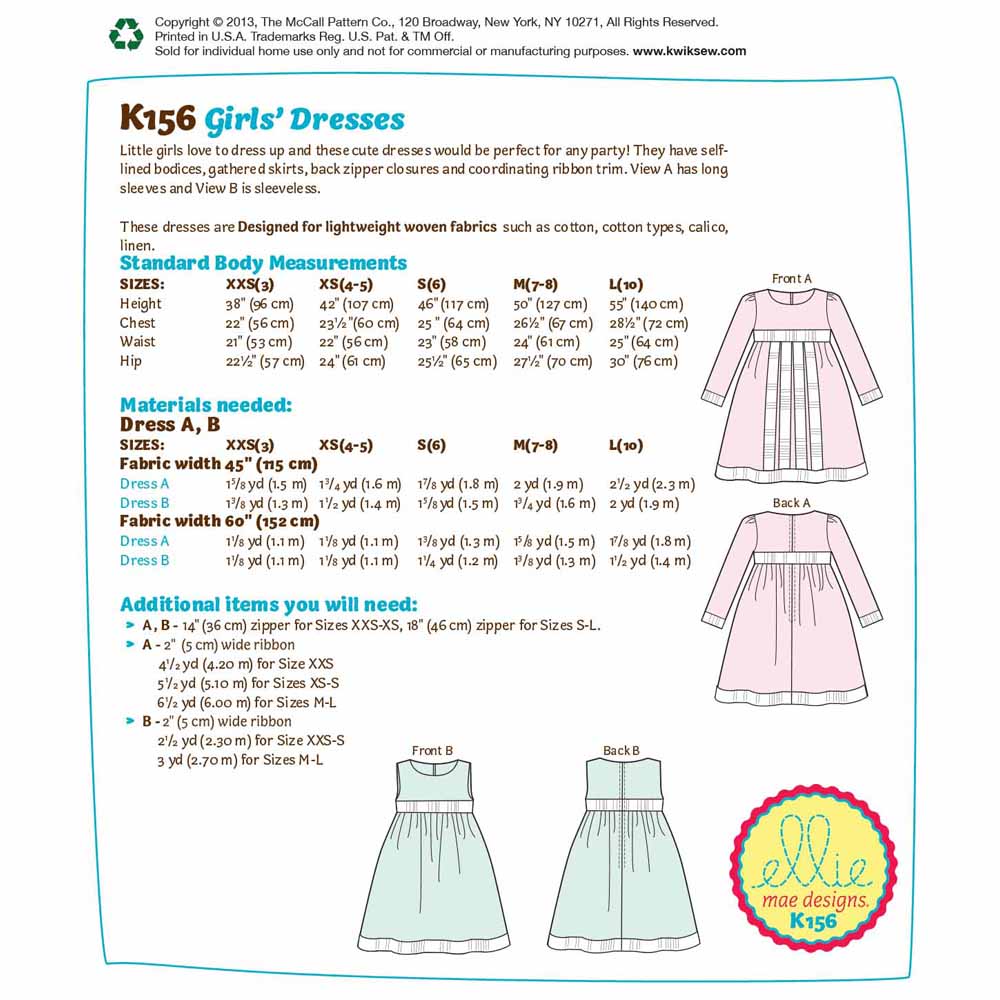 Copyright © 2013, The McCall Pattern Co., 120 Broadway, New York, NY 10271, All Rights Reserved.
Printed in U.S.A. Trademarks Reg. U.S. Pat. & TM Off.
Sold for individual home use only and not for commercial or manufacturing purposes. www.kwiksew.com
K156 Girls' Dresses
Little girls love to dress up and these cute dresses would be perfect for any party! They have self-
lined bodices, gathered skirts, back zipper closures and coordinating ribbon trim. View A has long
sleeves and View B is sleeveless.
These dresses are Designed for lightweight woven fabrics such as cotton, cotton types, calico,
linen.
Standard Body Measurements
SIZES: XXS(3) XS(4-5) S(6) M(7-8) L(10)
Height 38" (96 cm) 42" (107 cm) 46" (117 cm) 50" (127 cm) 55" (140 cm)
Chest 22" (56 cm) 23½" (60 cm) 25 " (64 cm) 26½" (67 cm) 28½" (72 cm)
Waist 21" (53 cm) 22" (56 cm) 23" (58 cm) 24" (61 cm) 25" (64 cm)
Hip 22½" (57 cm) 24" (61 cm) 25½" (65 cm) 27½" (70 cm) 30" (76 cm)
Materials needed:
Dress A, B
SIZES: XXS(3) XS(4-5) S(6) M(7-8) L(10)
Fabric width 45" (115 cm)
Dress A 1⅝ yd (1.5 m) 1¾ yd (1.6 m) 1⅞ yd (1.8 m) 2 yd (1.9 m) 2½ yd (2.3 m)
Dress B 1⅜ yd (1.3 m) 1½ yd (1.4 m) 1⅝ yd (1.5 m) 1¾ yd (1.6 m) 2 yd (1.9 m)
Fabric width 60" (152 cm)
Dress A 1⅛ yd (1.1 m) 1⅛ yd (1.1 m) 1⅜ yd (1.3 m) 1⅝ yd (1.5 m) 1⅞ yd (1.8 m)
Dress B 1⅛ yd (1.1 m) 1⅛ yd (1.1 m) 1¼ yd (1.2 m) 1⅜ yd (1.3 m) 1½ yd (1.4 m)
Additional items you will need:
> A, B - 14" (36 cm) zipper for Sizes XXS-XS, 18" (46 cm) zipper for Sizes S-L.
> A - 2" (5 cm) wide ribbon
4½ yd (4.20 m) for Size XXS
5½ yd (5.10 m) for Sizes XS-S
6½ yd (6.00 m) for Sizes M-L
> B - 2" (5 cm) wide ribbon
2½ yd (2.30 m) for Size XXS-S
3 yd (2.70 m) for Sizes M-L
Front A
Back A
Front B
Back B
ellie
mae designs.
K156